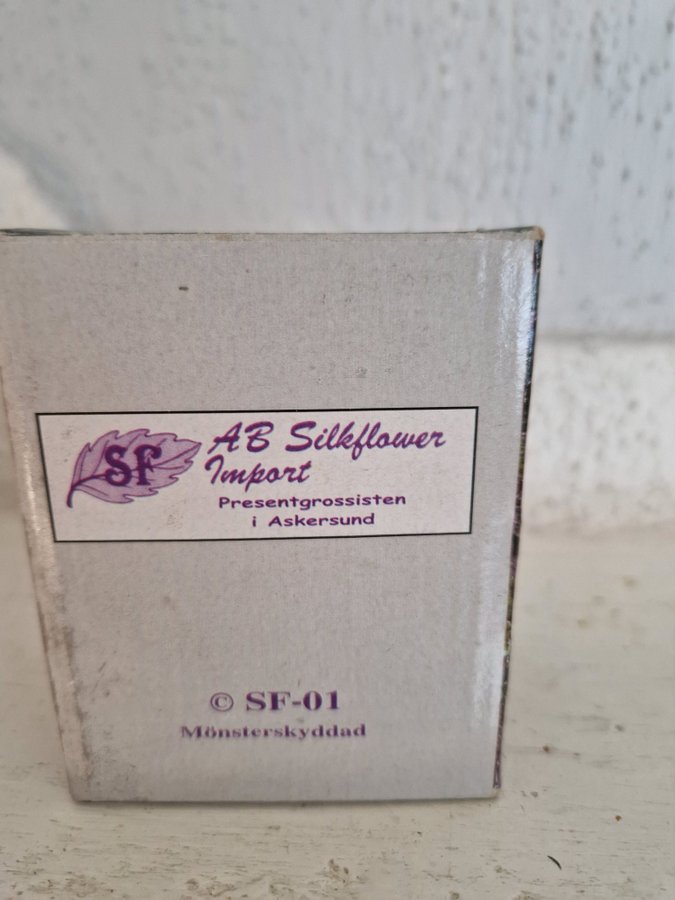 SF
AB Silkflower
Import
Presentgrossisten
i Askersund
© SF-01
Mönsterskyddad